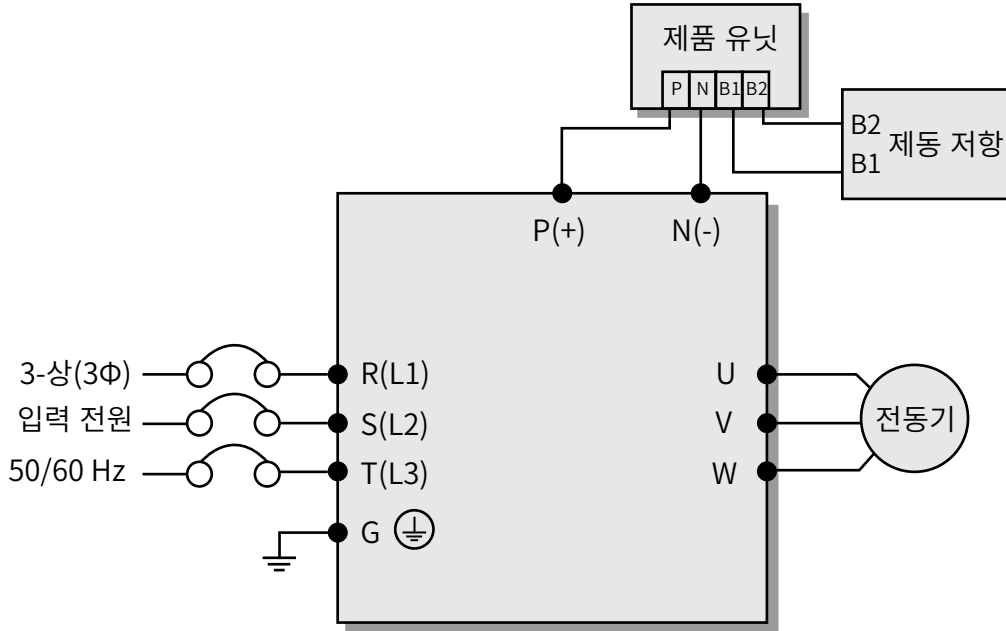 제품 유닛
P N B1 B2
B2
B1
제동 저항
P(+) N(-)
3-상(3Φ)
입력 전원
50/60 Hz
R(L1)
S(L2)
T(L3)
G
U
V
W
전동기